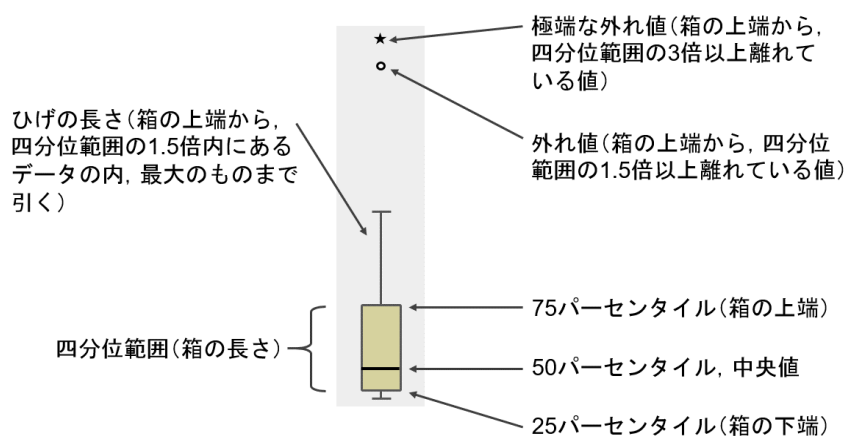 極端な外れ値（箱の上端から，
四分位範囲の3倍以上離れて
いる値）
ひげの長さ（箱の上端から，
四分位範囲の1.5倍内にある
データの内，最大のものまで
引く）
外れ値（箱の上端から，四分位
範囲の1.5倍以上離れている値）
75パーセンタイル（箱の上端）
四分位範囲（箱の長さ）
50パーセンタイル，中央値
25パーセンタイル（箱の下端）